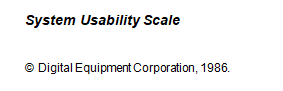 System Usability Scale
© Digital Equipment Corporation, 1986.